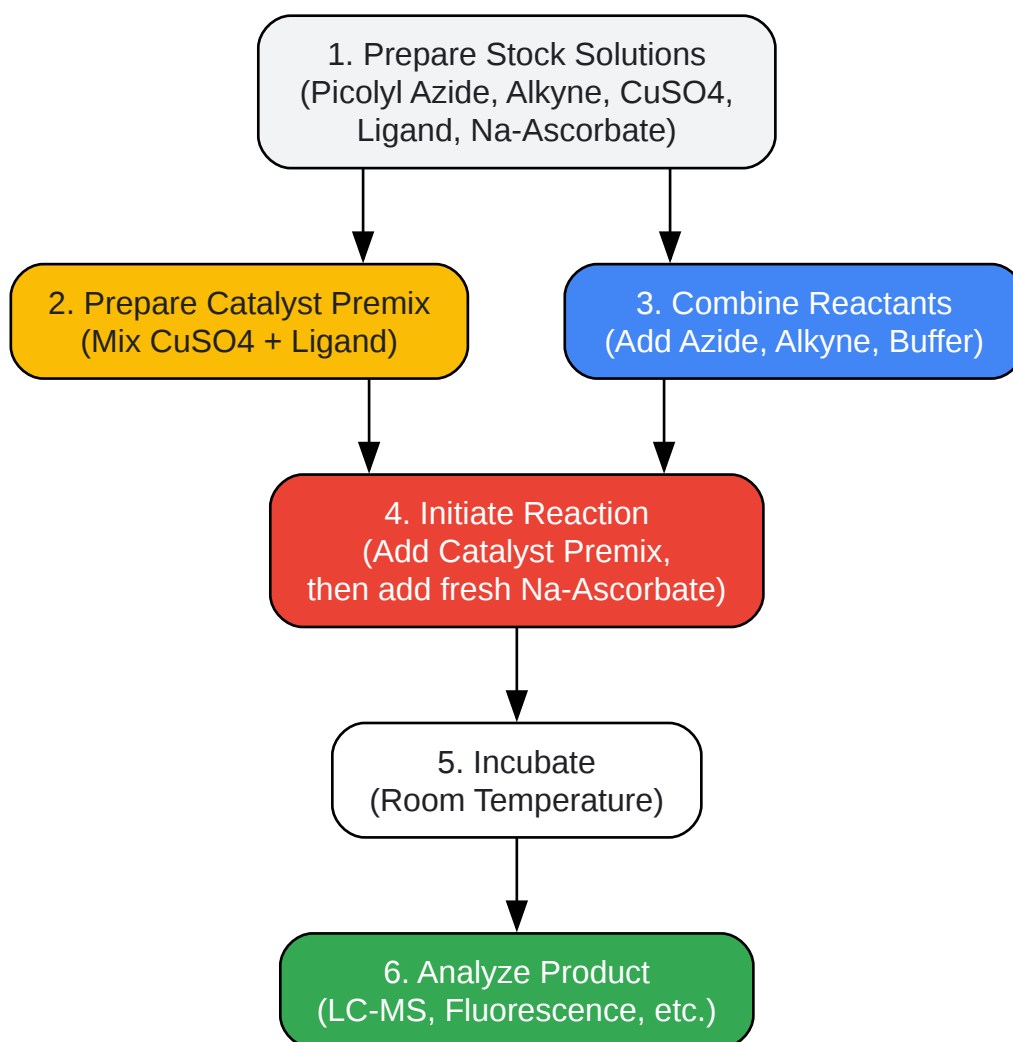 1. Prepare Stock Solutions
(Picolyl Azide, Alkyne, CuSO4,
Ligand, Na-Ascorbate)
2. Prepare Catalyst Premix
(Mix CuSO4 + Ligand)
3. Combine Reactants
(Add Azide, Alkyne, Buffer)
4. Initiate Reaction
(Add Catalyst Premix,
then add fresh Na-Ascorbate)
5. Incubate
(Room Temperature)
6. Analyze Product
(LC-MS, Fluorescence, etc.)